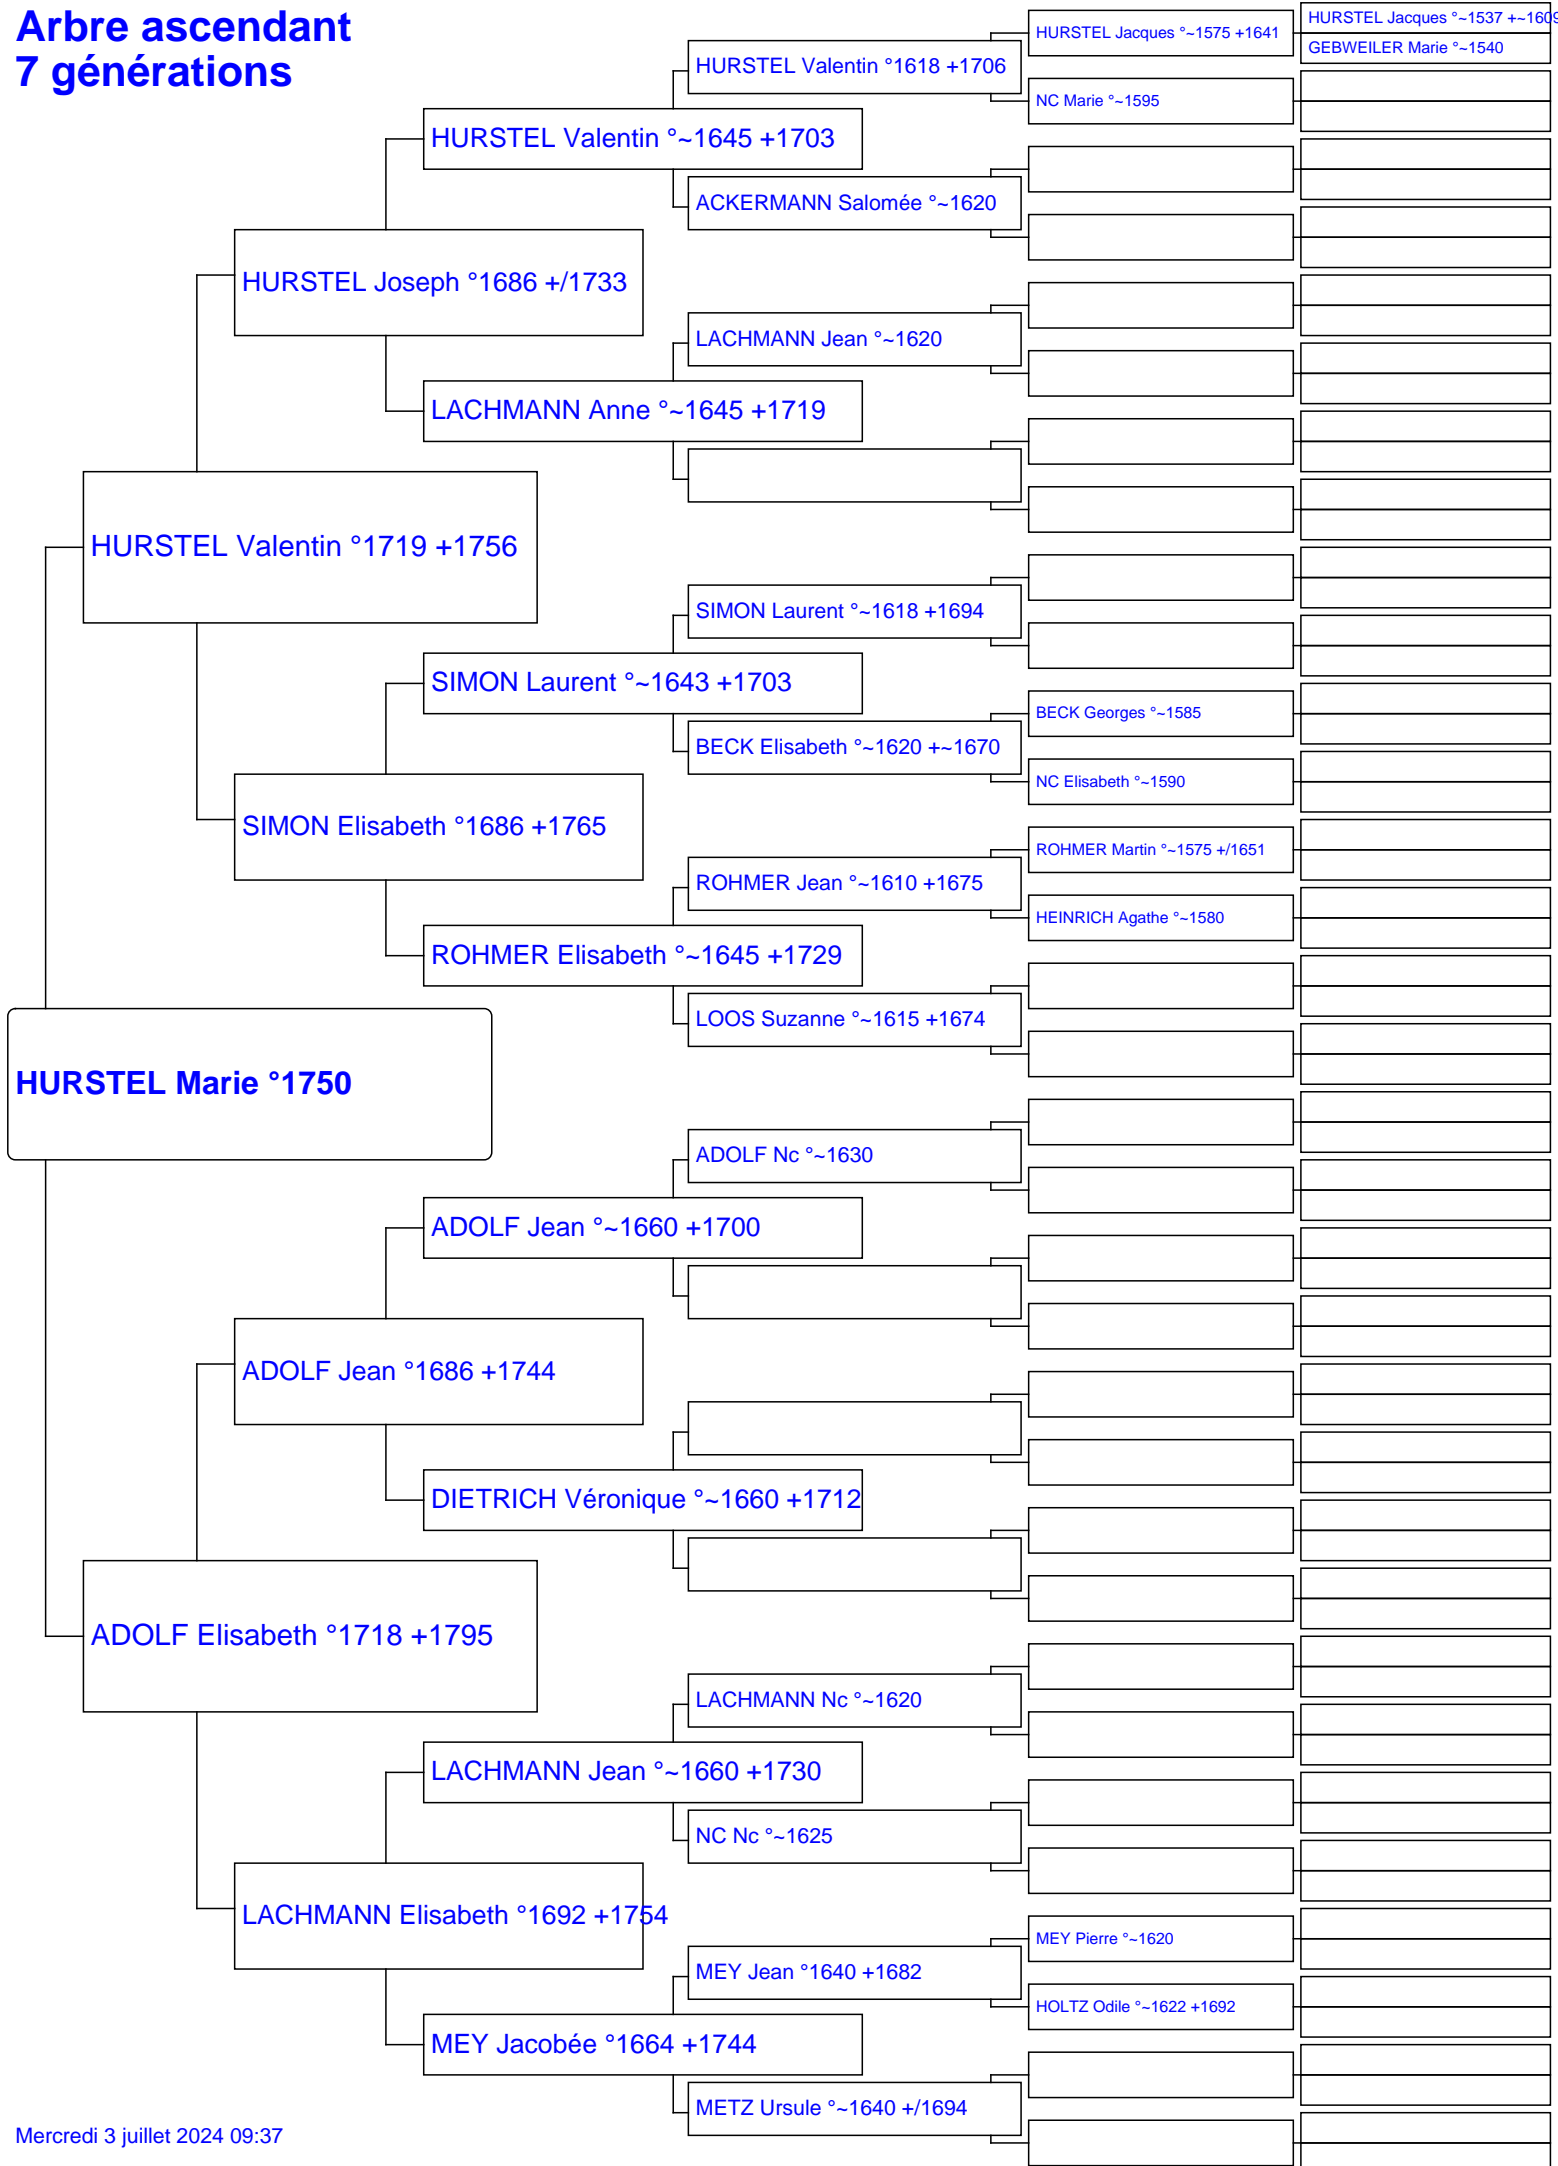 Arbre ascendant
7 générations
HURSTEL Jacques °~1537 +~1609
HURSTEL Jacques °~1575 +1641
GEBWEILER Marie °~1540
HURSTEL Valentin °1618 +1706
NC Marie °~1595
HURSTEL Valentin °~1645 +1703
ACKERMANN Salomée °~1620
HURSTEL Joseph °1686 +/1733
LACHMANN Jean °~1620
LACHMANN Anne °~1645 +1719
HURSTEL Valentin °1719 +1756
SIMON Laurent °~1618 +1694
SIMON Laurent °~1643 +1703
BECK Georges °~1585
BECK Elisabeth °~1620 +~1670
NC Elisabeth °~1590
SIMON Elisabeth °1686 +1765
ROHMER Martin °~1575 +/1651
ROHMER Jean °~1610 +1675
HEINRICH Agathe °~1580
ROHMER Elisabeth °~1645 +1729
LOOS Suzanne °~1615 +1674
HURSTEL Marie °1750
ADOLF Nc °~1630
ADOLF Jean °~1660 +1700
ADOLF Jean °1686 +1744
DIETRICH Véronique °~1660 +1712
ADOLF Elisabeth °1718 +1795
LACHMANN Nc °~1620
LACHMANN Jean °~1660 +1730
NC Nc °~1625
LACHMANN Elisabeth °1692 +1754
MEY Pierre °~1620
MEY Jean °1640 +1682
HOLTZ Odile °~1622 +1692
MEY Jacobée °1664 +1744
METZ Ursule °~1640 +/1694
Mercredi 3 juillet 2024 09:37